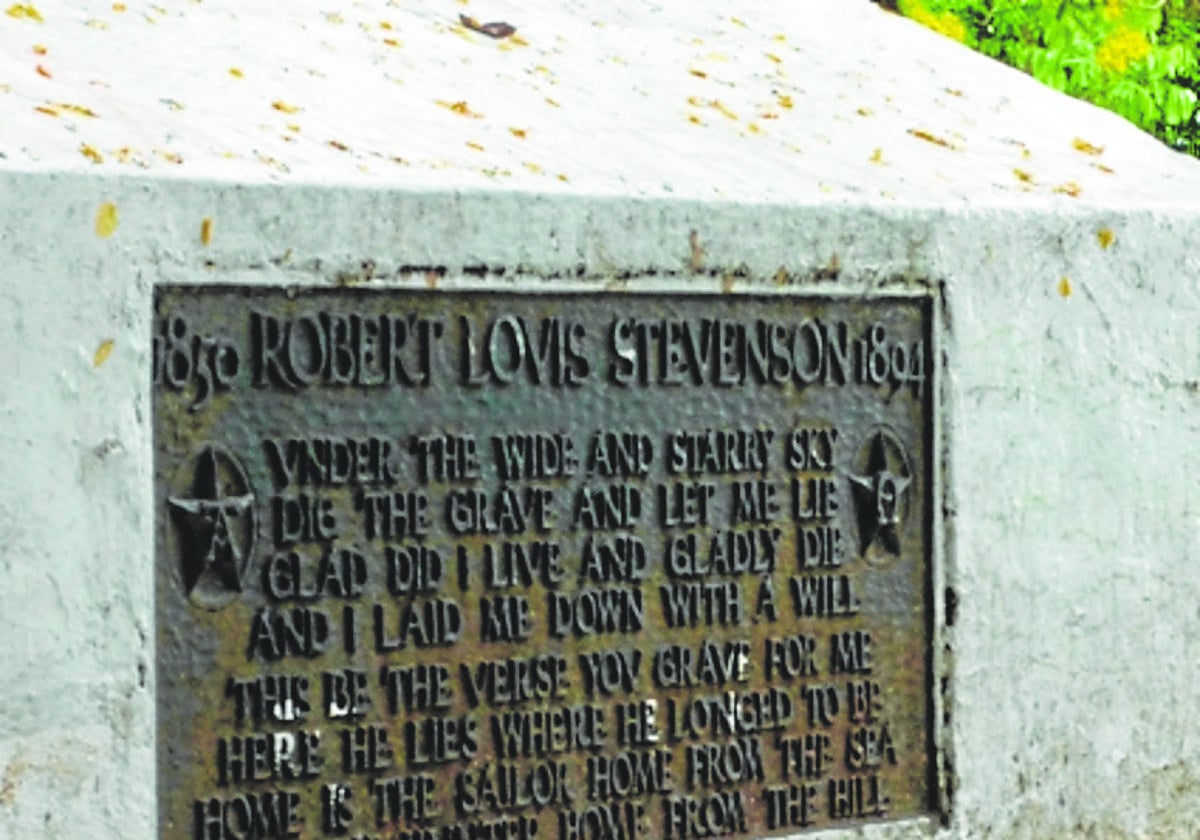 1850 ROBERT LOVIS STEVENSON 1894
VNDER THE WIDE AND STARRY SKY
DIG THE GRAVE AND LET ME LIE
GLAD DID I LIVE AND GLADLY DIE
AND I LAID ME DOWN WITH A WILL
THIS BE THE VERSE YOV GRAVE FOR ME
HERE HE LIES WHERE HE LONGED TO BE
HOME IS THE SAILOR HOME FROM THE SEA
HOME FROM THE HILL
A
Ω